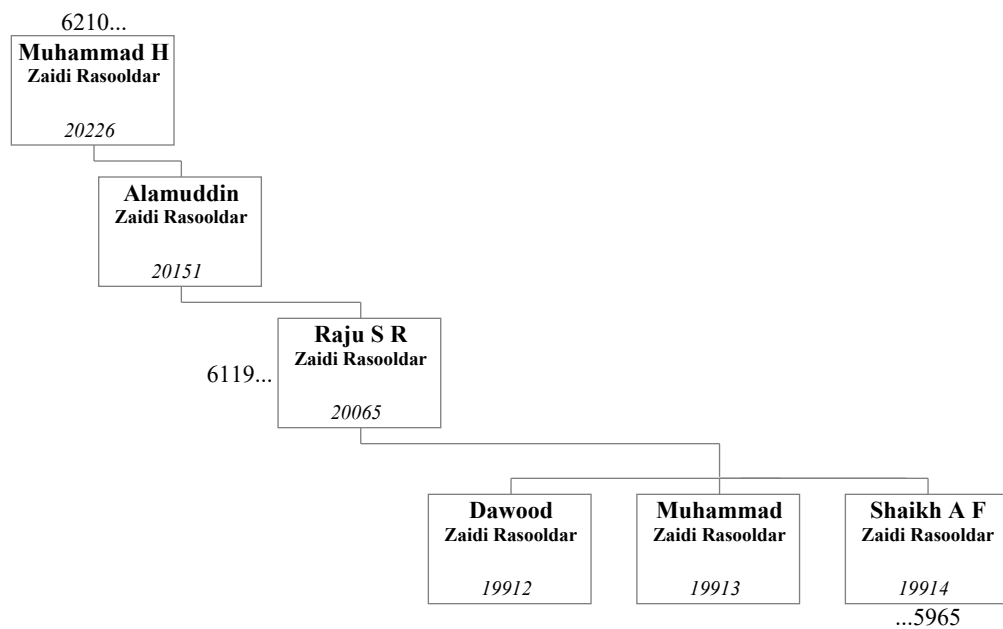 6210...
Muhammad H
Zaidi Rasooldar
20226
Alamuddin
Zaidi Rasooldar
20151
Raju S R
Zaidi Rasooldar
6119...
20065
Dawood
Zaidi Rasooldar
19912
Muhammad
Zaidi Rasooldar
19913
Shaikh A F
Zaidi Rasooldar
19914
...5965